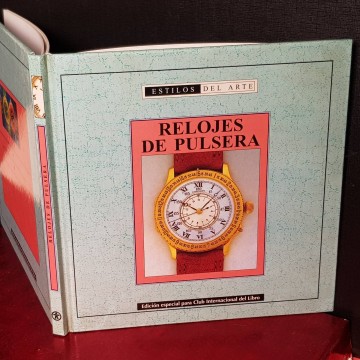 ESTILOS DEL ARTE
RELOJES
DE PULSERA
Edición especial para Club Internacional del Libro
RELOJES DE PULSERA